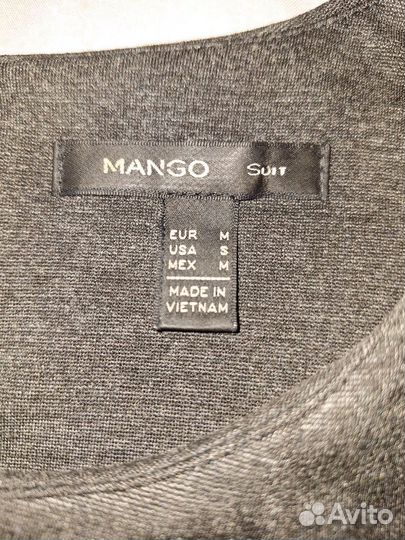 MANGO Suit
EUR M
USA S
MEX M
MADE IN
VIETNAM
Avito